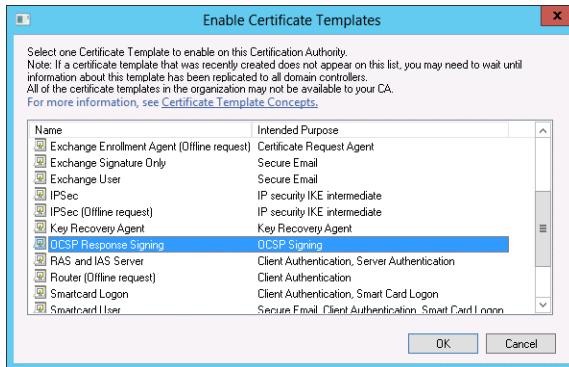 Enable Certificate Templates
x
Select one Certificate Template to enable on this Certification Authority.
Note: If a certificate template that was recently created does not appear on this list, you may need to wait until
information about this template has been replicated to all domain controllers.
All of the certificate templates in the organization may not be available to your CA.
For more information, see Certificate Template Concepts.
Name Intended Purpose
Exchange Enrollment Agent (Offline request) Certificate Request Agent
Exchange Signature Only Secure Email
Exchange User Secure Email
IPSec IP security IKE intermediate
IPSec (Offline request) IP security IKE intermediate
Key Recovery Agent Key Recovery Agent
OCSP Response Signing OCSP Signing
RAS and IAS Server Client Authentication, Server Authentication
Router (Offline request) Client Authentication
Smartcard Logon Client Authentication, Smart Card Logon
Smartcard User Secure Email, Client Authentication, Smart Card Logon
OK Cancel